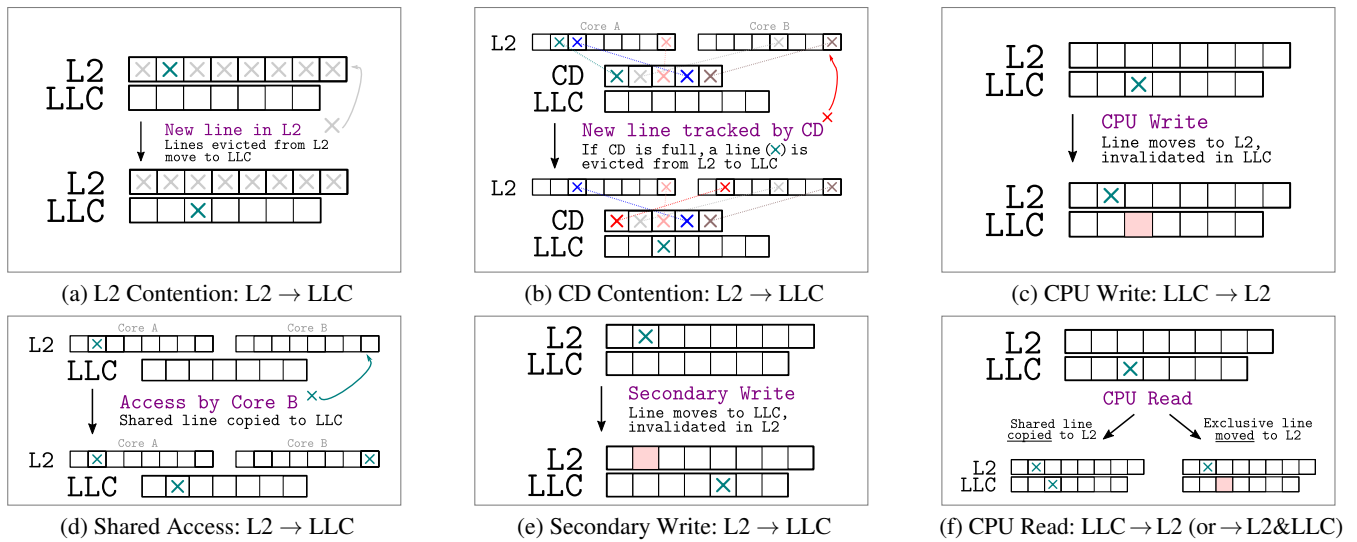 L2
LLC
New line in L2
Lines evicted from L2
move to LLC
L2
LLC
(a) L2 Contention: L2 → LLC
Core A
Core B
L2
CD
LLC
New line tracked by CD
If CD is full, a line (×) is
evicted from L2 to LLC
L2
CD
LLC
(b) CD Contention: L2 → LLC
L2
LLC
CPU Write
Line moves to L2,
invalidated in LLC
L2
LLC
(c) CPU Write: LLC → L2
Core A
Core B
L2
LLC
Access by Core B
Shared line copied to LLC
Core A
Core B
L2
LLC
(d) Shared Access: L2 → LLC
L2
LLC
Secondary Write
Line moves to LLC,
invalidated in L2
L2
LLC
(e) Secondary Write: L2 → LLC
L2
LLC
CPU Read
Shared line
copied to L2
Exclusive line
moved to L2
L2
LLC
(f) CPU Read: LLC → L2 (or → L2&LLC)